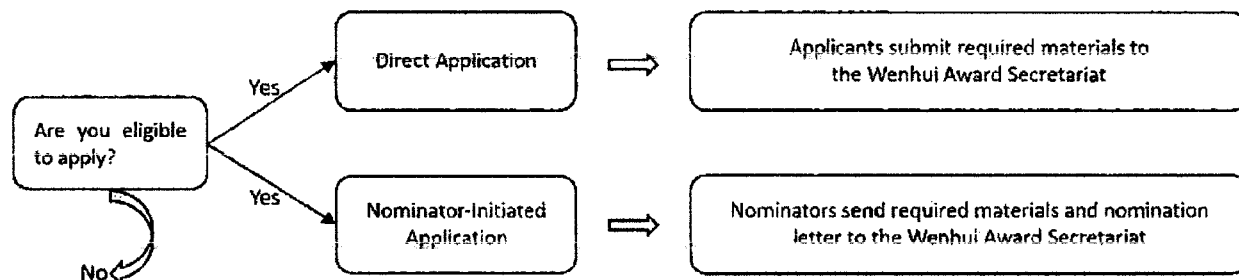 Direct Application
Applicants submit required materials to
the Wenhui Award Secretariat
Yes
Are you eligible
to apply?
Yes
Nominator-Initiated
Application
Nominators send required materials and nomination
letter to the Wenhui Award Secretariat
No